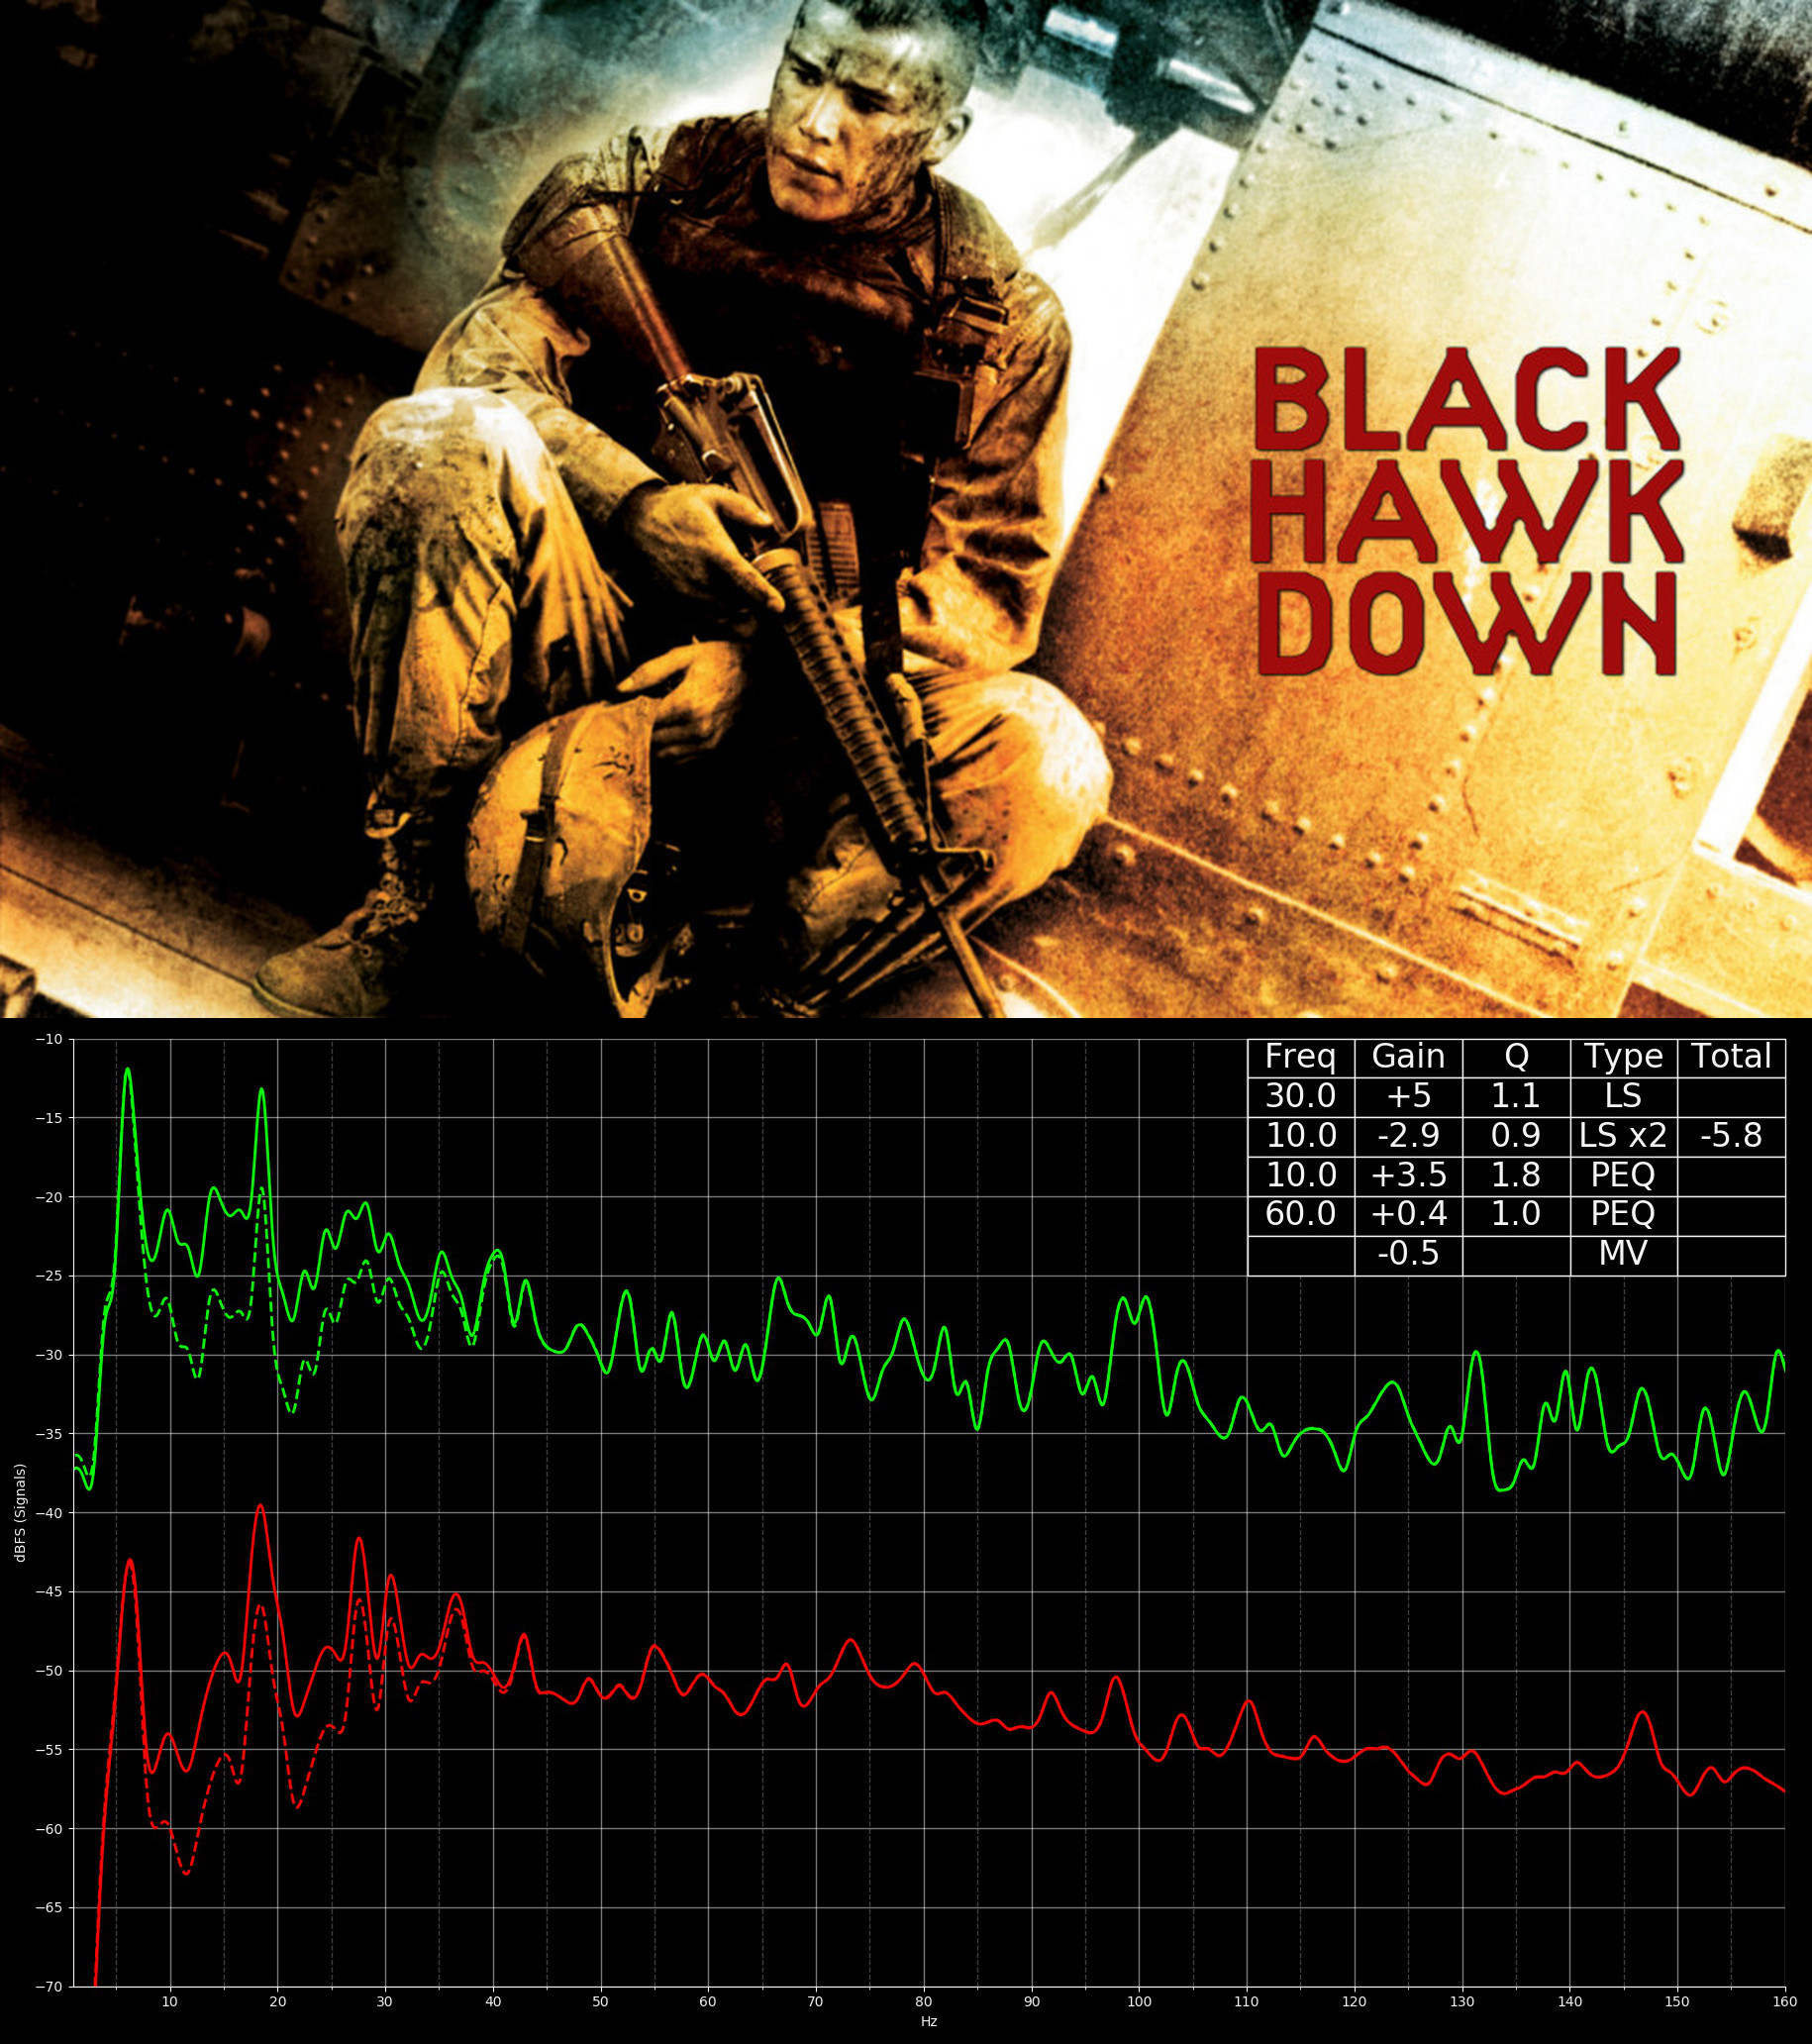 BLACK
HAWK
DOWN
Freq Gain Q Type Total
30.0 +5 1.1 LS
10.0 -2.9 0.9 LS x2 -5.8
10.0 +3.5 1.8 PEQ
60.0 +0.4 1.0 PEQ
-0.5 MV
−10
−15
−20
−25
−30
−35
−40
−45
−50
−55
−60
−65
−70
dBFS (Signals)
10 20 30 40 50 60 70 80 90 100 110 120 130 140 150 160
Hz